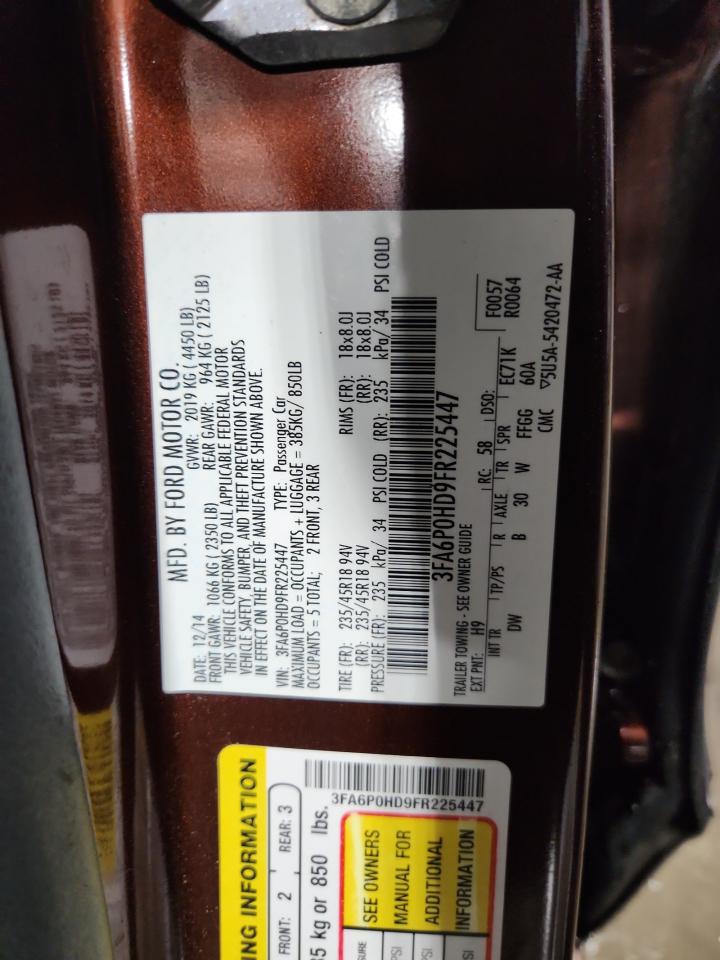 MFD. BY FORD MOTOR CO.
DATE: 12/14 GVWR: 2019 KG ( 4450 LB)
FRONT GAWR: 1066 KG ( 2350LB) REAR GAWR: 964 KG ( 2125 LB)
THIS VEHICLE CONFORMS TO ALL APPLICABLE FEDERAL MOTOR
VEHICLE SAFETY, BUMPER, AND THEFT PREVENTION STANDARDS
IN EFFECT ON THE DATE OF MANUFACTURE SHOWN ABOVE.
VIN: 3FA6P0HD9FR225447 TYPE: Passenger Car
MAXIMUM LOAD = OCCUPANTS + LUGGAGE = 385KG/ 850LB
OCCUPANTS = 5 TOTAL; 2 FRONT, 3 REAR
TIRE (FR): 235/45R18 94V RIMS (FR): 18x8.0J
(RR): 235/45R18 94V (RR): 18x8.0J
PRESSURE (FR): 235 kPa/ 34 PSI COLD (RR): 235 kPa/ 34 PSI COLD
3FA6P0HD9FR225447
TRAILER TOWING - SEE OWNER GUIDE
EXT PNT: H9 RC: 58 DSO: F0057
R0064
INT TR TP/PS R AXLE TR SPR EC71K
DW B 30 W FFGG 60A
CMC ▽5U5A-5420472-AA
ING INFORMATION
FRONT: 2 REAR: 3
85 kg or 850 lbs.
3FA6P0HD9FR225447
SEE OWNERS
MANUAL FOR
ADDITIONAL
INFORMATION
SURE
PSI
PSI